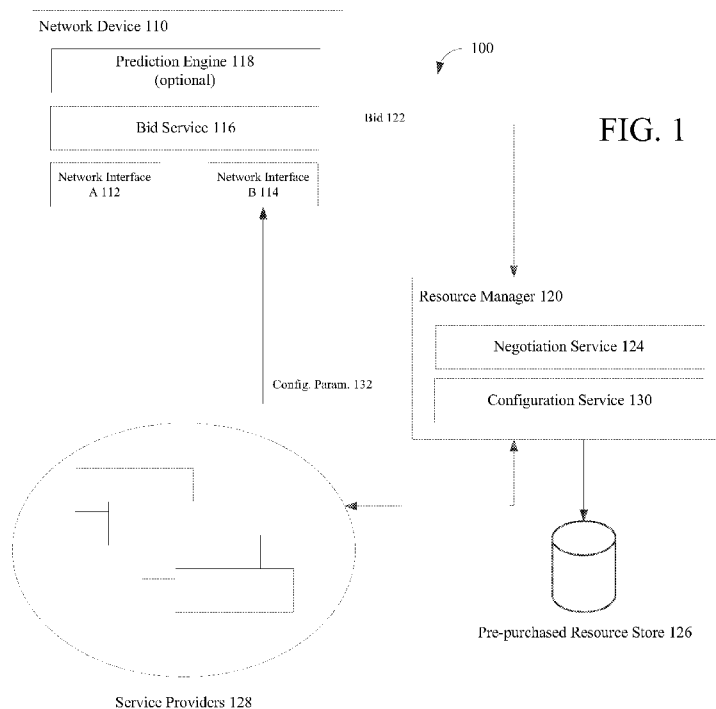 Network Device 110
Prediction Engine 118
(optional)
Bid Service 116
Network Interface
A 112
Network Interface
B 114
100
Bid 122
FIG. 1
Resource Manager 120
Negotiation Service 124
Configuration Service 130
Config. Param. 132
Pre-purchased Resource Store 126
Service Providers 128